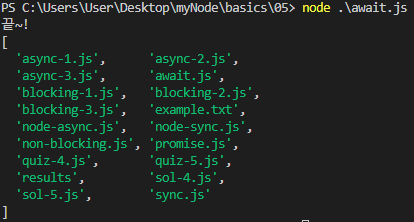 PS C:\Users\User\Desktop\myNode\basics\05> node .\await.js
끝~!
[
  'async-1.js',      'async-2.js',
  'async-3.js',      'await.js',
  'blocking-1.js',   'blocking-2.js',
  'blocking-3.js',   'example.txt',
  'node-async.js',   'node-sync.js',
  'non-blocking.js', 'promise.js',
  'quiz-4.js',       'quiz-5.js',
  'results',         'sol-4.js',
  'sol-5.js',        'sync.js'
]